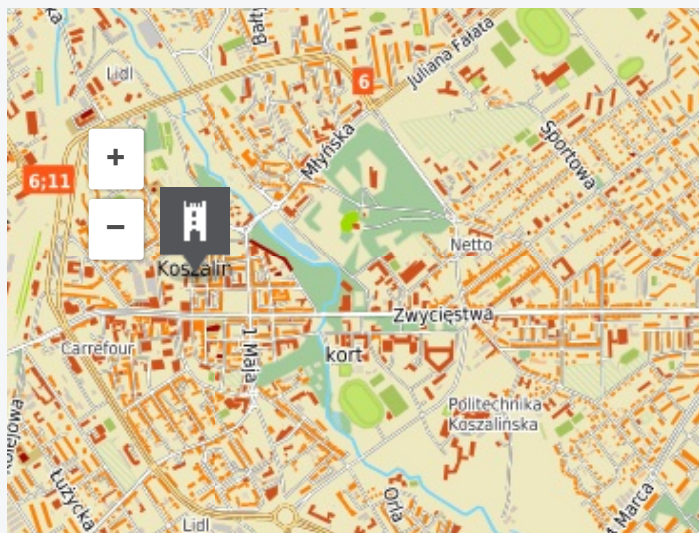 Bałty
Juliana Fałata
Lidl
6
Młyńska
Sportowa
6;11
+
−
Netto
Koszalin
Zwycięstwa
Carrefour
1 Maja
kort
Politechnika
Koszalińska
Łużycka
Orla
t Marca
Lidl